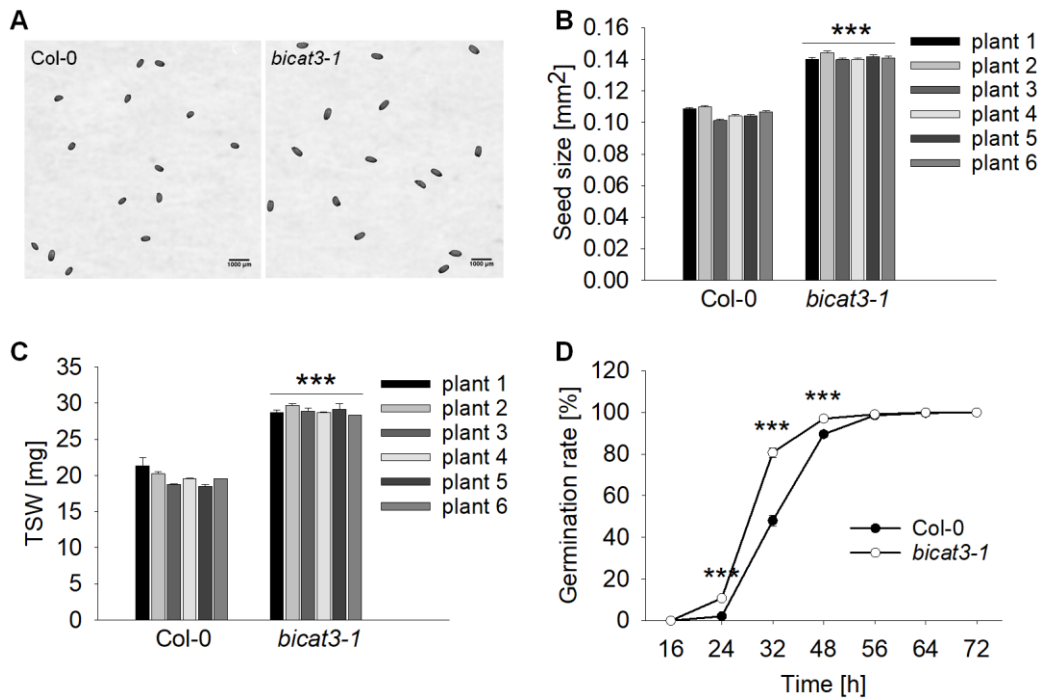 A
Col-0
bicat3-1
1000 µm
1000 µm
B
Seed size [mm²]
0.16
0.14
0.12
0.10
0.08
0.06
0.04
0.02
0.00
***
Col-0
bicat3-1
plant 1
plant 2
plant 3
plant 4
plant 5
plant 6
C
TSW [mg]
35
30
25
20
15
10
5
0
***
Col-0
bicat3-1
plant 1
plant 2
plant 3
plant 4
plant 5
plant 6
D
Germination rate [%]
120
100
80
60
40
20
0
***
***
***
Col-0
bicat3-1
16 24 32 48 56 64 72
Time [h]